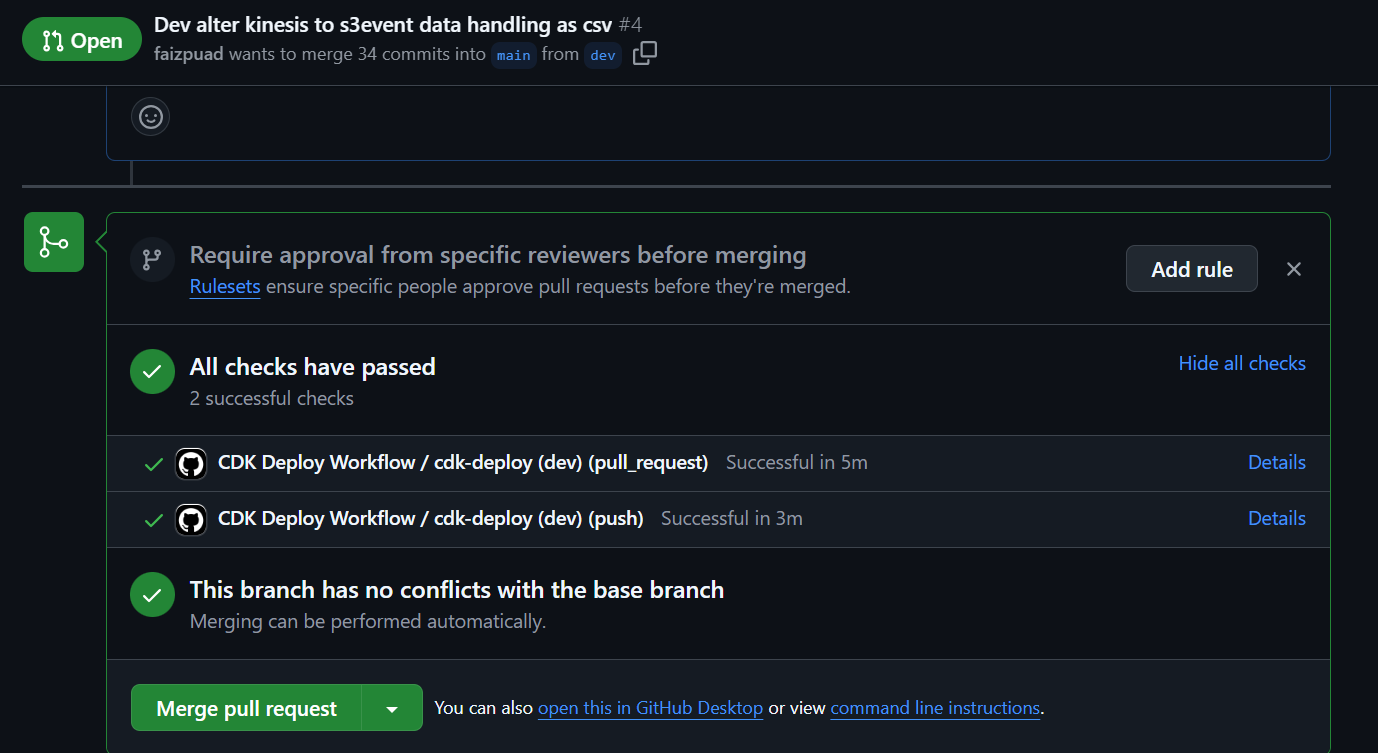 Open
Dev alter kinesis to s3event data handling as csv #4
faizpuad wants to merge 34 commits into main from dev
Require approval from specific reviewers before merging
Rulesets ensure specific people approve pull requests before they're merged.
Add rule
All checks have passed
2 successful checks
Hide all checks
CDK Deploy Workflow / cdk-deploy (dev) (pull_request) Successful in 5m
Details
CDK Deploy Workflow / cdk-deploy (dev) (push) Successful in 3m
Details
This branch has no conflicts with the base branch
Merging can be performed automatically.
Merge pull request
You can also open this in GitHub Desktop or view command line instructions.